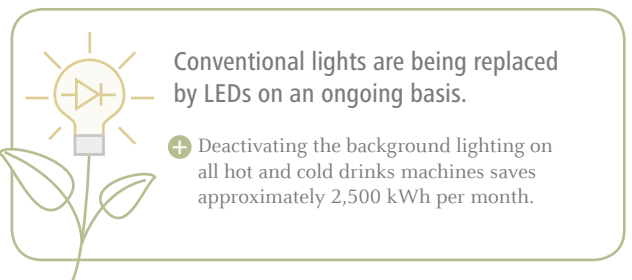 Conventional lights are being replaced
by LEDs on an ongoing basis.
Deactivating the background lighting on
all hot and cold drinks machines saves
approximately 2,500 kWh per month.